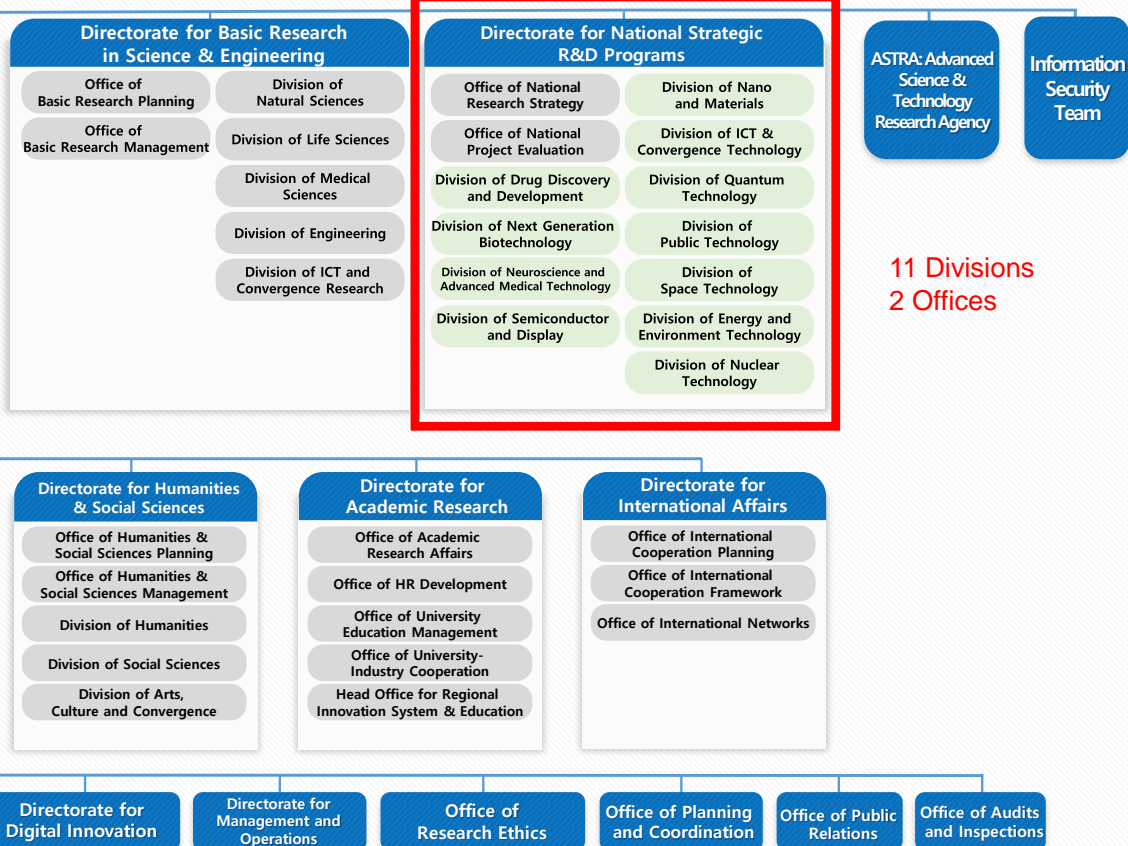 Directorate for Basic Research
in Science & Engineering
Office of
Basic Research Planning
Office of
Basic Research Management
Division of
Natural Sciences
Division of Life Sciences
Division of Medical
Sciences
Division of Engineering
Division of ICT and
Convergence Research
Directorate for National Strategic
R&D Programs
Office of National
Research Strategy
Office of National
Project Evaluation
Division of Drug Discovery
and Development
Division of Next Generation
Biotechnology
Division of Neuroscience and
Advanced Medical Technology
Division of Semiconductor
and Display
Division of Nano
and Materials
Division of ICT &
Convergence Technology
Division of Quantum
Technology
Division of
Public Technology
Division of
Space Technology
Division of Energy and
Environment Technology
Division of Nuclear
Technology
ASTRA: Advanced
Science &
Technology
Research Agency
Information
Security
Team
11 Divisions
2 Offices
Directorate for Humanities
& Social Sciences
Office of Humanities &
Social Sciences Planning
Office of Humanities &
Social Sciences Management
Division of Humanities
Division of Social Sciences
Division of Arts,
Culture and Convergence
Directorate for
Academic Research
Office of Academic
Research Affairs
Office of HR Development
Office of University
Education Management
Office of University-
Industry Cooperation
Head Office for Regional
Innovation System & Education
Directorate for
International Affairs
Office of International
Cooperation Planning
Office of International
Cooperation Framework
Office of International Networks
Directorate for
Digital Innovation
Directorate for
Management and
Operations
Office of
Research Ethics
Office of Planning
and Coordination
Office of Public
Relations
Office of Audits
and Inspections